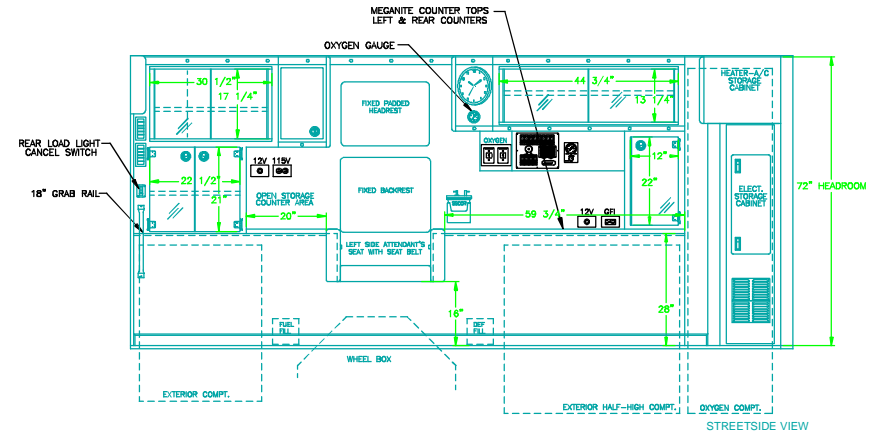 MEGANITE COUNTER TOPS
LEFT & REAR COUNTERS
OXYGEN GAUGE
HEATER-A/C
STORAGE
CABINET
30 1/2"
17 1/4"
44 3/4"
13 1/4"
FIXED PADDED
HEADREST
REAR LOAD LIGHT
CANCEL SWITCH
OXYGEN
12V 115V
12"
22 1/2"
21"
22"
FIXED BACKREST
OPEN STORAGE
COUNTER AREA
ELECT.
STORAGE
CABINET
72" HEADROOM
18" GRAB RAIL
20"
59 3/4"
12V GFI
LEFT SIDE ATTENDANT'S
SEAT WITH SEAT BELT
16"
28"
FUEL
FILL
DEF
FILL
WHEEL BOX
EXTERIOR COMPT.
EXTERIOR HALF-HIGH COMPT.
OXYGEN COMPT.
STREETSIDE VIEW